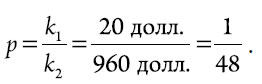 p = k₁/k₂ = 20 долл./960 долл. = 1/48 .